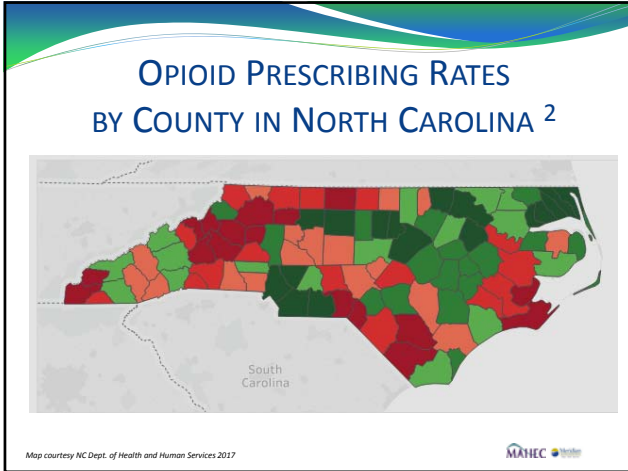 OPIOID PRESCRIBING RATES
BY COUNTY IN NORTH CAROLINA 2
South
Carolina
Map courtesy NC Dept. of Health and Human Services 2017
MAHEC